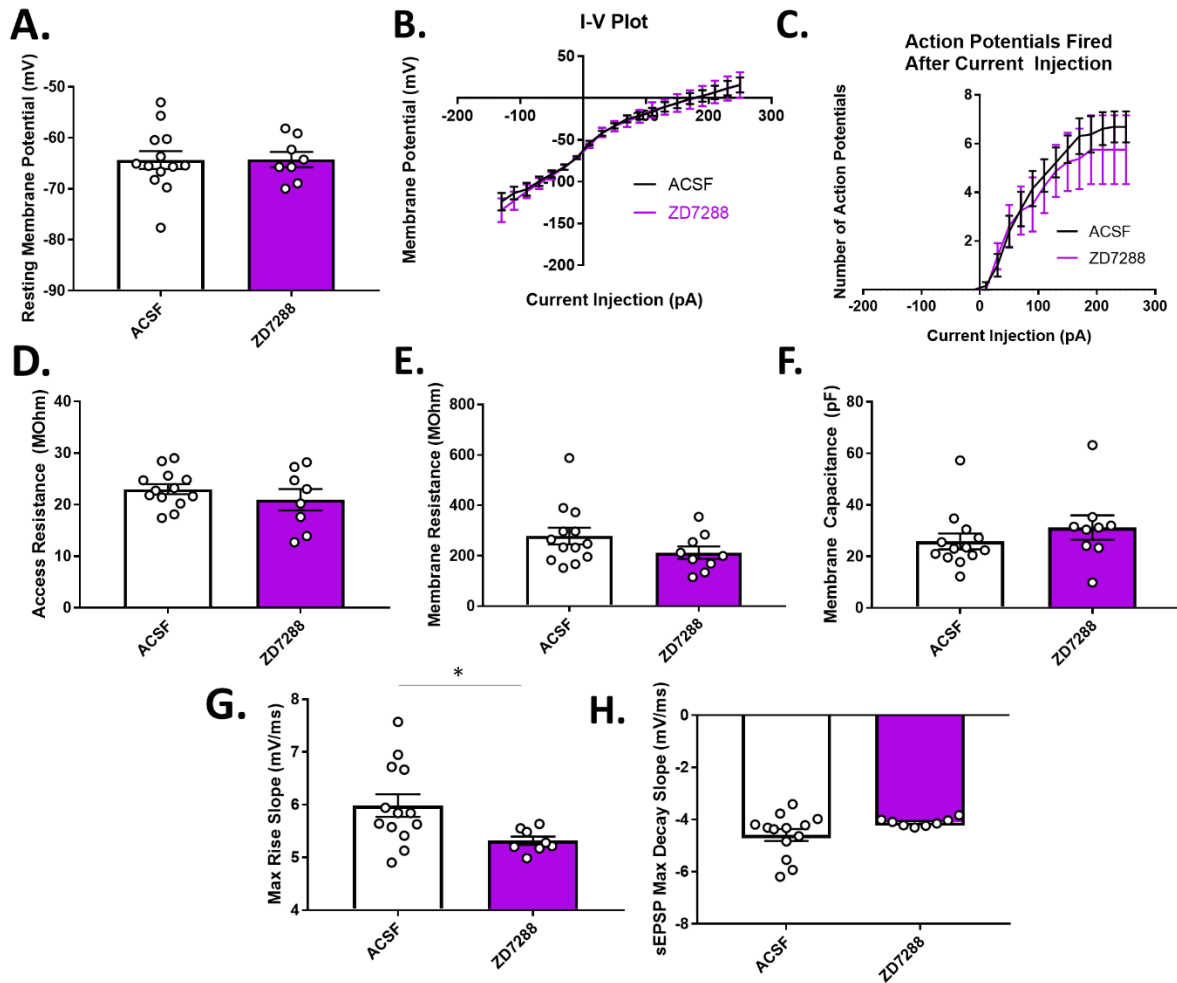 A.
Resting Membrane Potential (mV)
-50
-60
-70
-80
-90
ACSF
ZD7288
B.
I-V Plot
Membrane Potential (mV)
50
-200
-100
100
200
300
-50
-100
-150
-200
ACSF
ZD7288
Current Injection (pA)
C.
Action Potentials Fired
After Current Injection
Number of Action Potentials
8
6
4
2
ACSF
ZD7288
-200
-100
0
100
200
300
Current Injection (pA)
D.
Access Resistance (MOhm)
40
30
20
10
0
ACSF
ZD7288
E.
Membrane Resistance (MOhm)
800
600
400
200
0
ACSF
ZD7288
F.
Membrane Capacitance (pF)
80
60
40
20
0
ACSF
ZD7288
G.
*
Max Rise Slope (mV/ms)
8
7
6
5
4
ACSF
ZD7288
H.
sEPSP Max Decay Slope (mV/ms)
0
-2
-4
-6
-8
ACSF
ZD7288